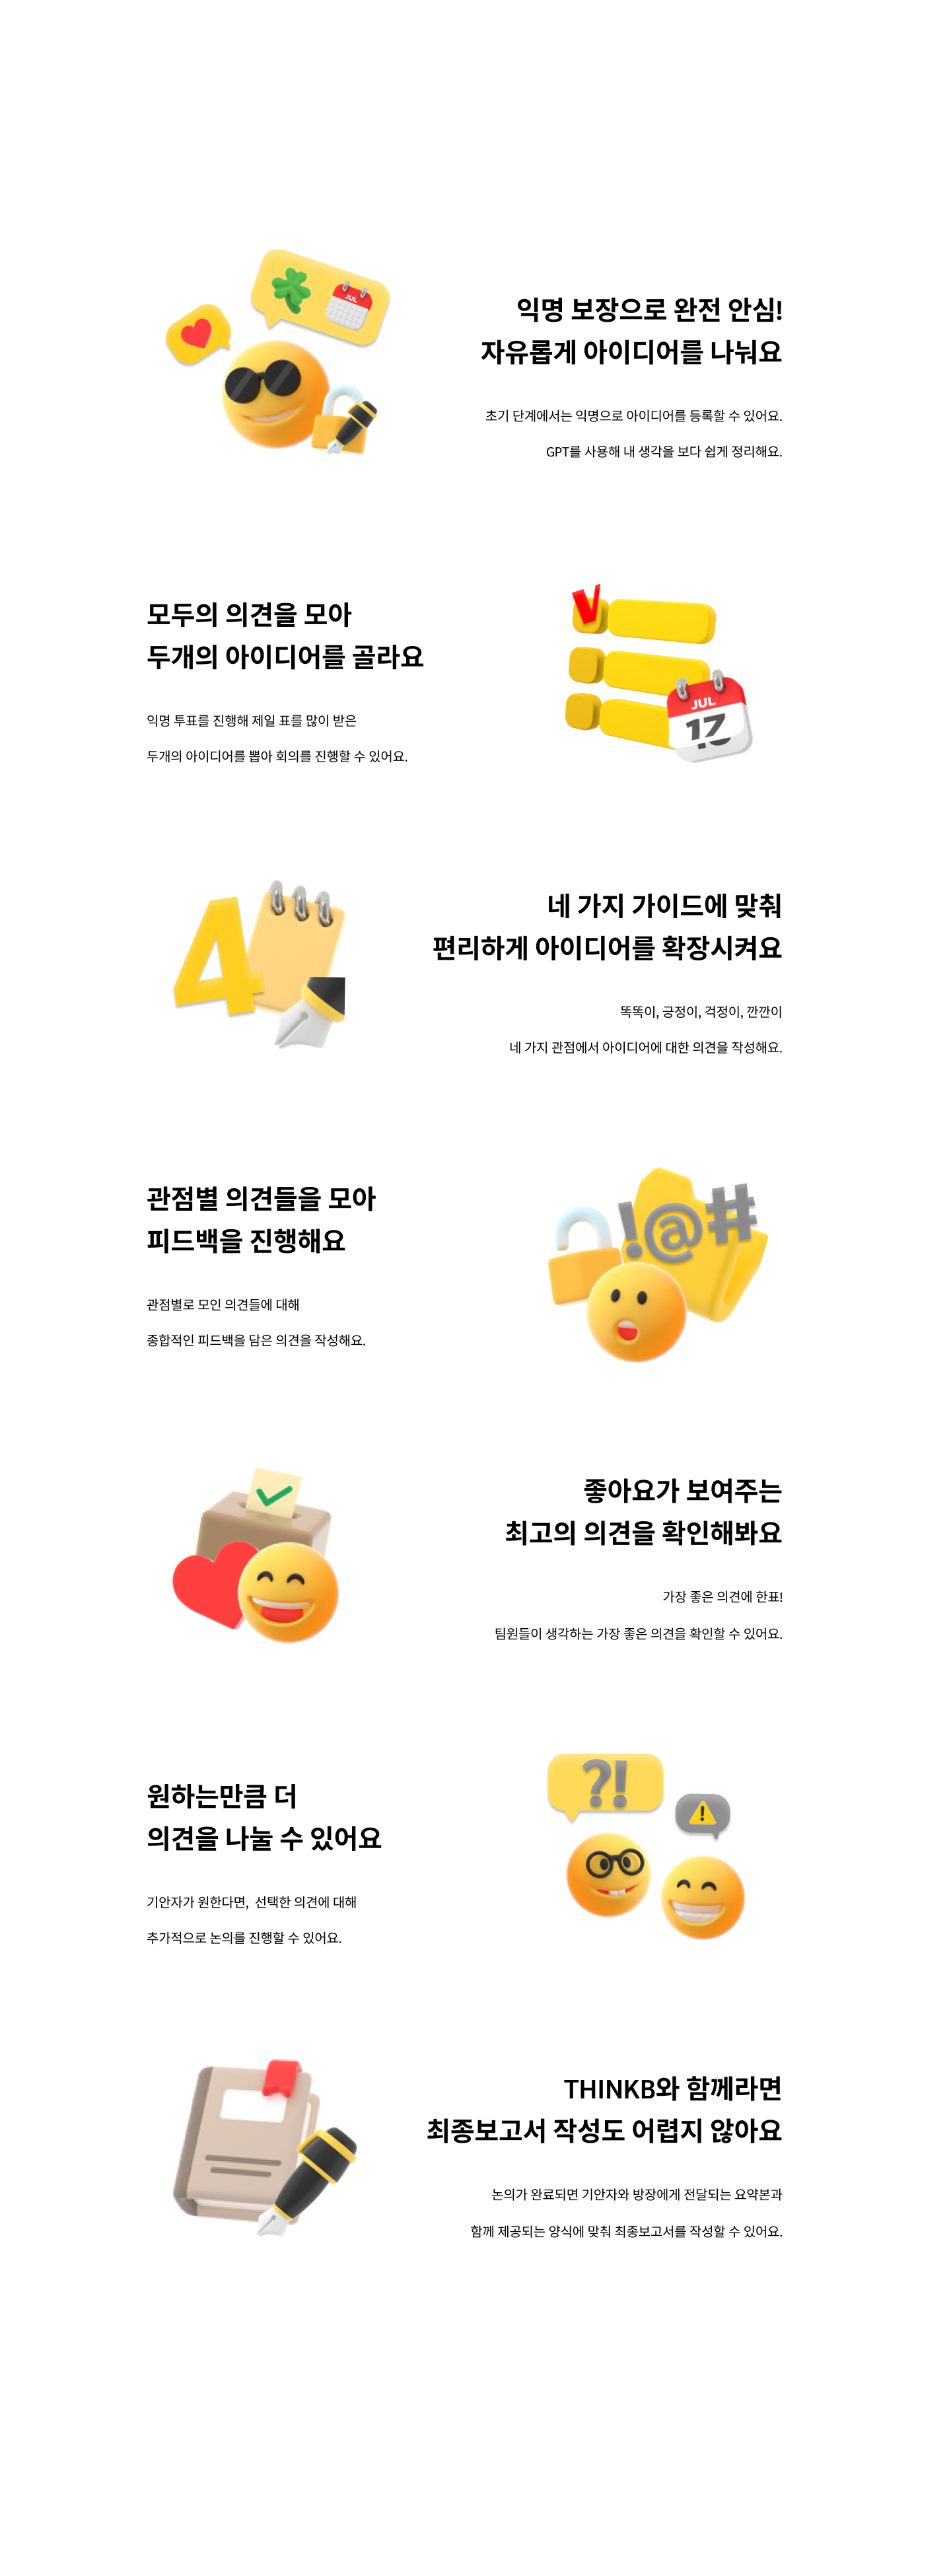 JUL
익명 보장으로 완전 안심!
자유롭게 아이디어를 나눠요
초기 단계에서는 익명으로 아이디어를 등록할 수 있어요.
GPT를 사용해 내 생각을 보다 쉽게 정리해요.
모두의 의견을 모아
두개의 아이디어를 골라요
익명 투표를 진행해 제일 표를 많이 받은
두개의 아이디어를 뽑아 회의를 진행할 수 있어요.
JUL
17
4
네 가지 가이드에 맞춰
편리하게 아이디어를 확장시켜요
똑똑이, 긍정이, 걱정이, 깐깐이
네 가지 관점에서 아이디어에 대한 의견을 작성해요.
관점별 의견들을 모아
피드백을 진행해요
관점별로 모인 의견들에 대해
종합적인 피드백을 담은 의견을 작성해요.
!@#
좋아요가 보여주는
최고의 의견을 확인해봐요
가장 좋은 의견에 한표!
팀원들이 생각하는 가장 좋은 의견을 확인할 수 있어요.
원하는만큼 더
의견을 나눌 수 있어요
기안자가 원한다면,  선택한 의견에 대해
추가적으로 논의를 진행할 수 있어요.
?!
!
THINKB와 함께라면
최종보고서 작성도 어렵지 않아요
논의가 완료되면 기안자와 방장에게 전달되는 요약본과
함께 제공되는 양식에 맞춰 최종보고서를 작성할 수 있어요.